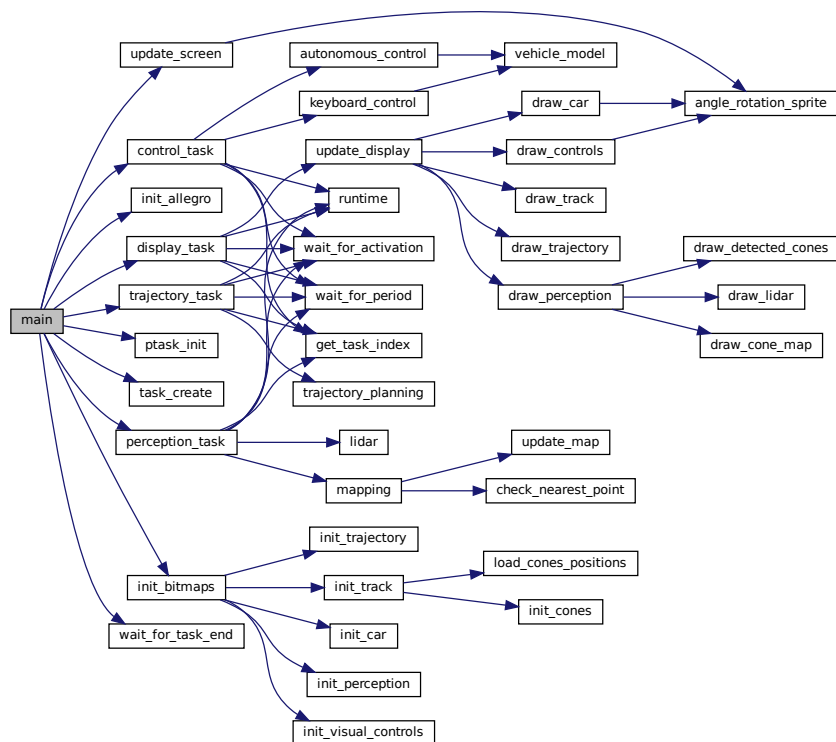 update_screen
autonomous_control
vehicle_model
keyboard_control
draw_car
angle_rotation_sprite
control_task
update_display
draw_controls
init_allegro
runtime
draw_track
display_task
wait_for_activation
draw_trajectory
draw_detected_cones
trajectory_task
wait_for_period
draw_perception
draw_lidar
main
ptask_init
get_task_index
draw_cone_map
task_create
trajectory_planning
perception_task
lidar
update_map
mapping
check_nearest_point
init_trajectory
load_cones_positions
init_bitmaps
init_track
init_cones
wait_for_task_end
init_car
init_perception
init_visual_controls